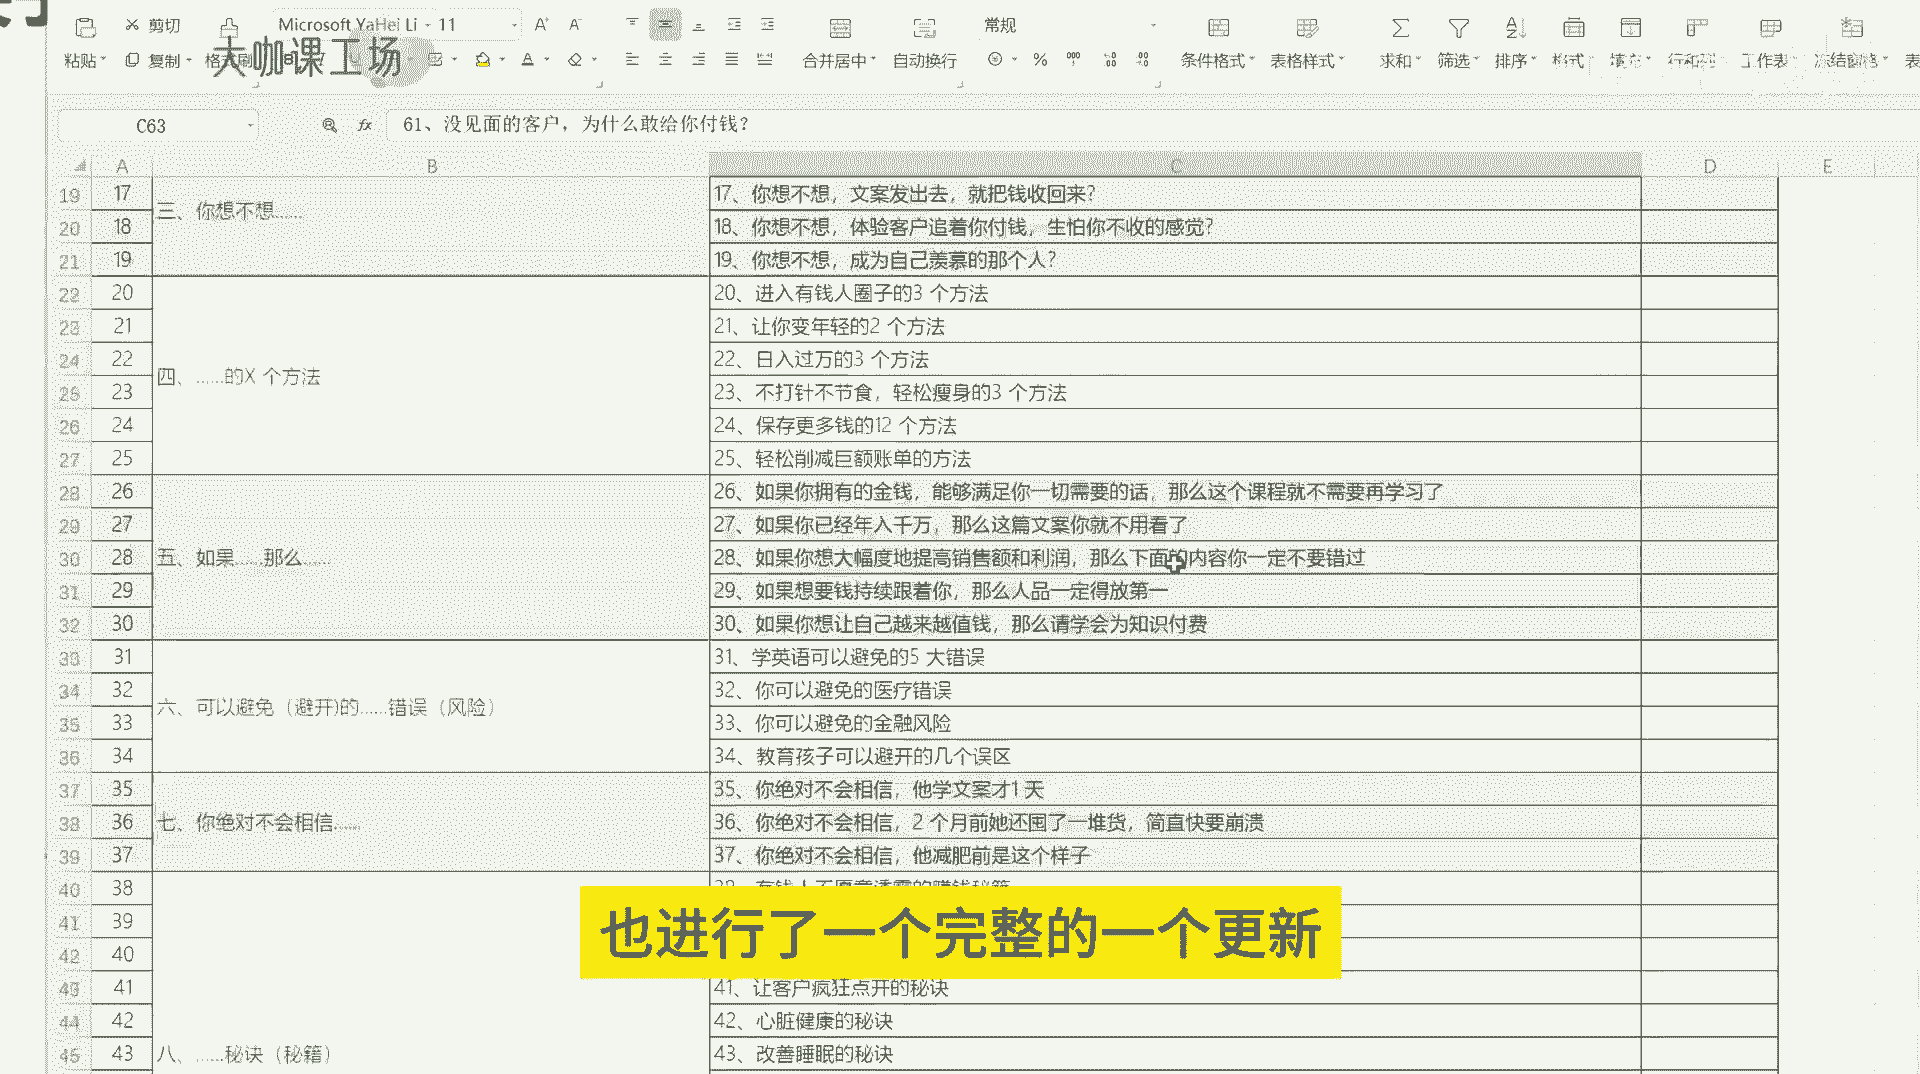 剪切
Microsoft YaHei Li 11
A+ A-
常规
粘贴 复制 格式刷
大咖课工场
合并居中 自动换行
% 000
条件格式 表格样式 求和 筛选 排序 格式 填充 行和列 工作表 冻结窗格 表
C63 fx 61、没见面的客户，为什么敢给你付钱？
A B C D E
19 17 17、你想不想，文案发出去，就把钱收回来？
三、你想不想……
20 18 18、你想不想，体验客户追着你付钱，生怕你不收的感觉？
21 19 19、你想不想，成为自己羡慕的那个人？
22 20 20、进入有钱人圈子的3 个方法
23 21 21、让你变年轻的2 个方法
24 22 22、日入过万的3 个方法
四、……的X 个方法
25 23 23、不打针不节食，轻松瘦身的3 个方法
26 24 24、保存更多钱的12 个方法
27 25 25、轻松削减巨额账单的方法
28 26 26、如果你拥有的金钱，能够满足你一切需要的话，那么这个课程就不需要再学习了
29 27 27、如果你已经年入千万，那么这篇文案你就不用看了
30 28 五、如果……那么…… 28、如果你想大幅度地提高销售额和利润，那么下面的内容你一定不要错过
31 29 29、如果想要钱持续跟着你，那么人品一定得放第一
32 30 30、如果你想让自己越来越值钱，那么请学会为知识付费
33 31 31、学英语可以避免的5 大错误
34 32 32、你可以避免的医疗错误
六、可以避免（避开)的……错误（风险）
35 33 33、你可以避免的金融风险
36 34 34、教育孩子可以避开的几个误区
37 35 35、你绝对不会相信，他学文案才1 天
38 36 七、你绝对不会相信…… 36、你绝对不会相信，2 个月前她还囤了一堆货，简直快要崩溃
39 37 37、你绝对不会相信，他减肥前是这个样子
40 38 38、有钱人不愿意透露的赚钱秘籍
41 39
也进行了一个完整的一个更新
42 40
43 41 41、让客户疯狂点开的秘诀
44 42 42、心脏健康的秘诀
45 43 八、……秘诀（秘籍） 43、改善睡眠的秘诀